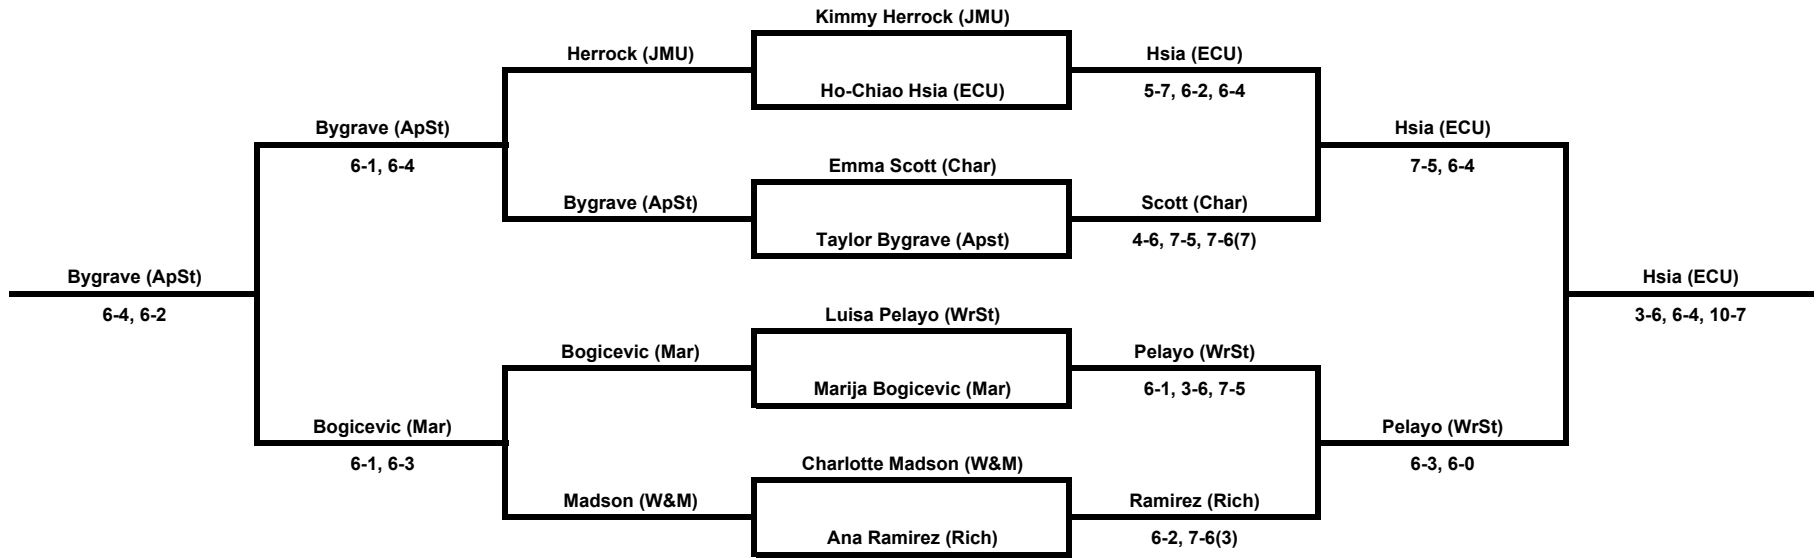 Kimmy Herrock (JMU)
Herrock (JMU)
Hsia (ECU)
Ho-Chiao Hsia (ECU)
5-7, 6-2, 6-4
Bygrave (ApSt)
Hsia (ECU)
6-1, 6-4
Emma Scott (Char)
7-5, 6-4
Bygrave (ApSt)
Scott (Char)
Taylor Bygrave (Apst)
4-6, 7-5, 7-6(7)
Bygrave (ApSt)
Hsia (ECU)
6-4, 6-2
Luisa Pelayo (WrSt)
3-6, 6-4, 10-7
Bogicevic (Mar)
Pelayo (WrSt)
Marija Bogicevic (Mar)
6-1, 3-6, 7-5
Bogicevic (Mar)
Pelayo (WrSt)
6-1, 6-3
Charlotte Madson (W&M)
6-3, 6-0
Madson (W&M)
Ramirez (Rich)
Ana Ramirez (Rich)
6-2, 7-6(3)